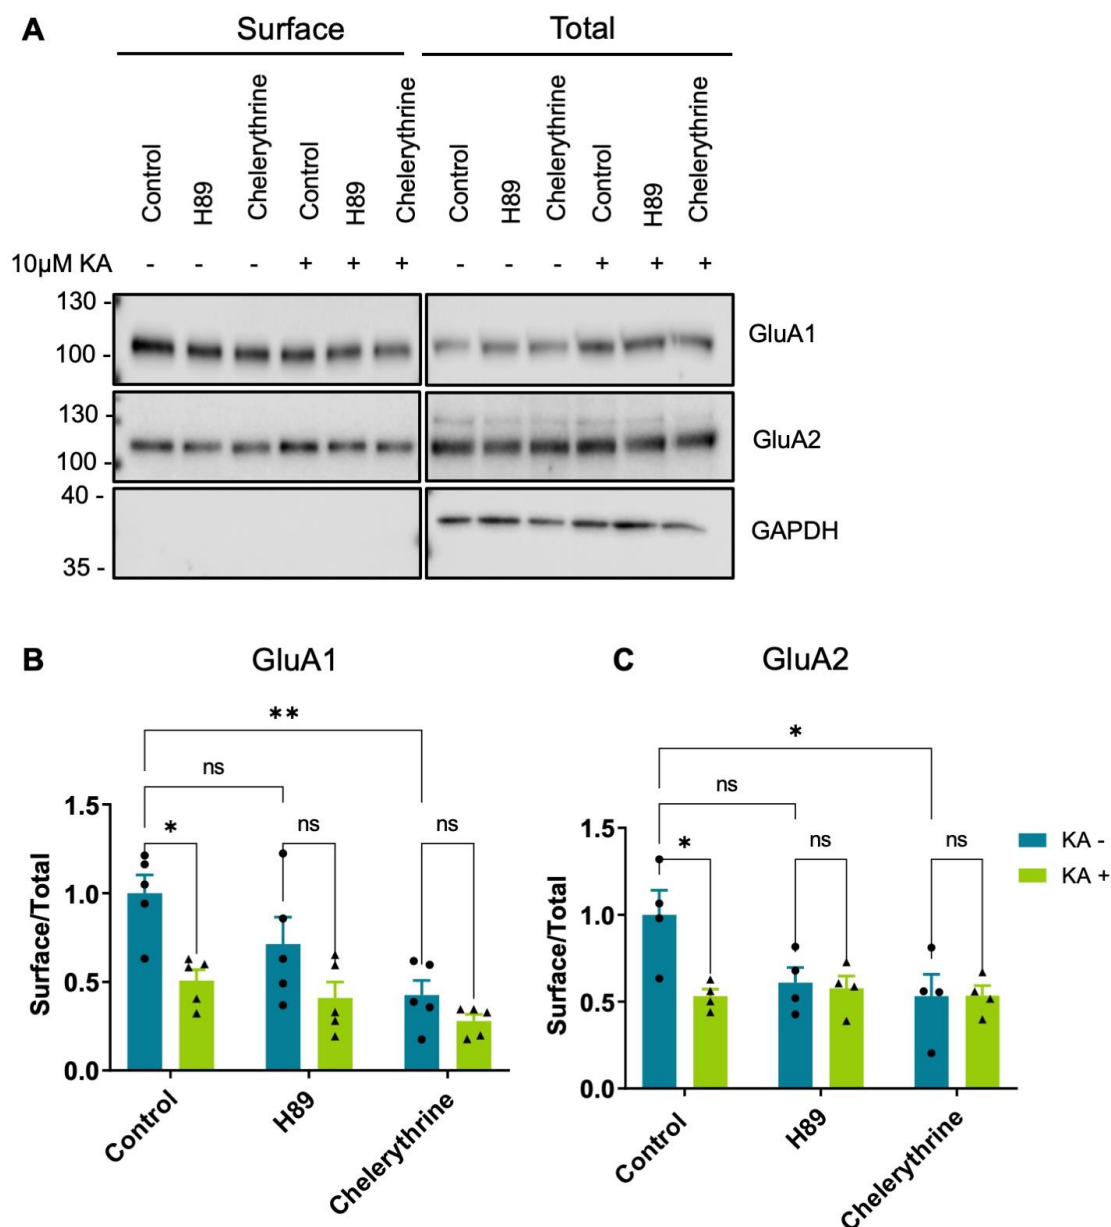 A
Surface
Total
Control
H89
Chelerythrine
Control
H89
Chelerythrine
Control
H89
Chelerythrine
Control
H89
Chelerythrine
10µM KA - - - + + + - - - + + +
130 -
100 -
GluA1
130 -
100 -
GluA2
40 -
35 -
GAPDH
B
GluA1
**
ns
* ns ns
Surface/Total
1.5
1.0
0.5
0.0
Control
H89
Chelerythrine
C
GluA2
*
ns
* ns ns
Surface/Total
1.5
1.0
0.5
0.0
Control
H89
Chelerythrine
KA -
KA +